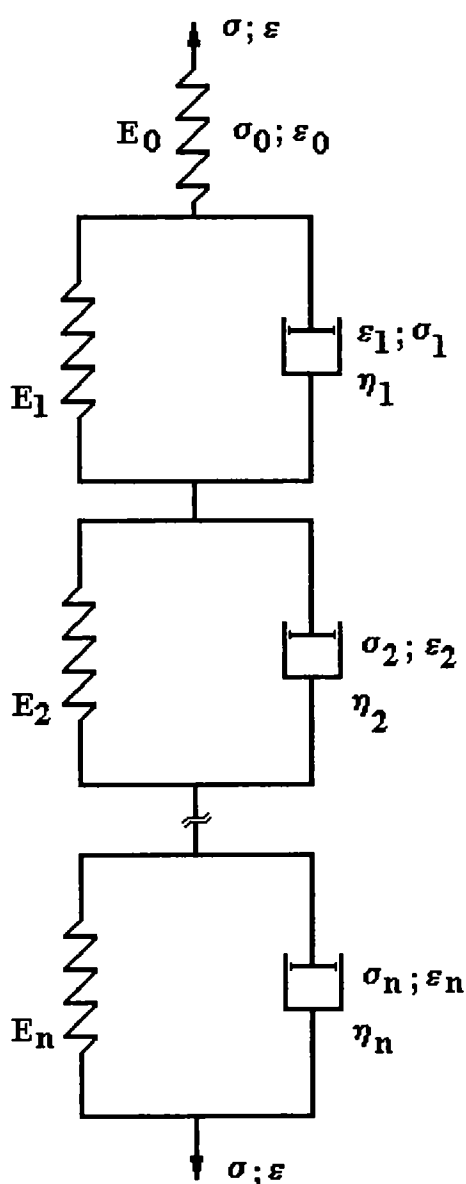 σ; ε
E₀ σ₀; ε₀
ε₁; σ₁
E₁ η₁
σ₂; ε₂
E₂ η₂
σₙ; εₙ
Eₙ ηₙ
σ; ε